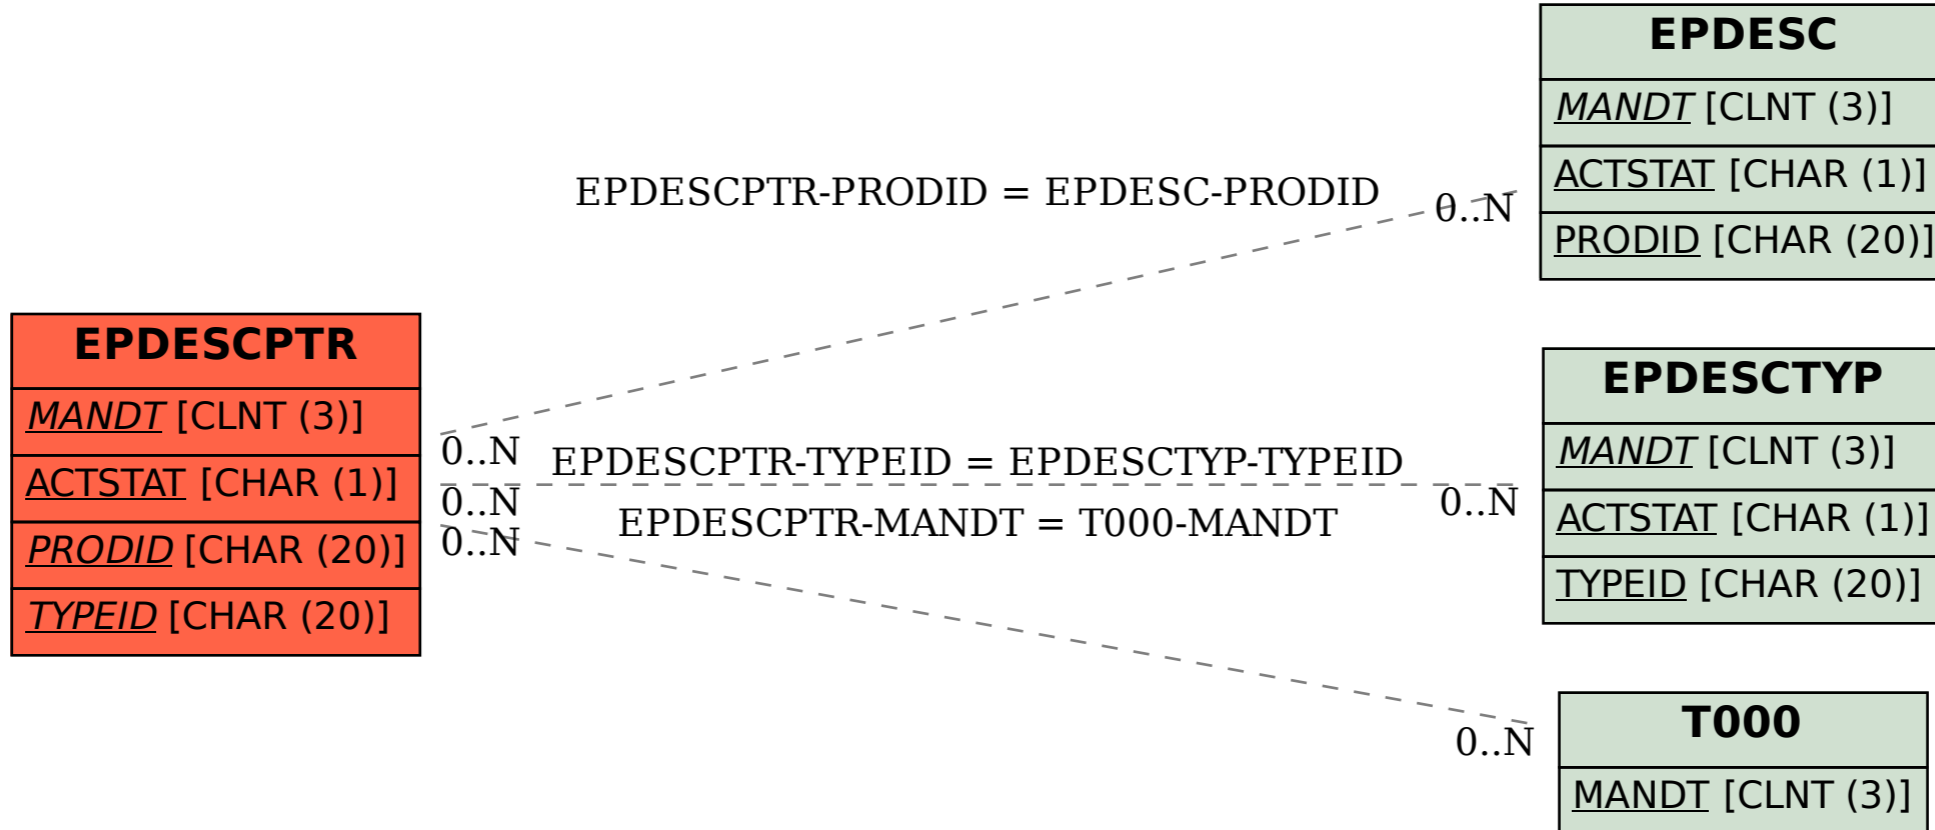 EPDESC
MANDT [CLNT (3)]
ACTSTAT [CHAR (1)]
PRODID [CHAR (20)]
EPDESCPTR-PRODID = EPDESC-PRODID
0..N
EPDESCPTR
MANDT [CLNT (3)]
ACTSTAT [CHAR (1)]
PRODID [CHAR (20)]
TYPEID [CHAR (20)]
0..N
EPDESCPTR-TYPEID = EPDESCTYP-TYPEID
0..N
0..N
EPDESCPTR-MANDT = T000-MANDT
0..N
EPDESCTYP
MANDT [CLNT (3)]
ACTSTAT [CHAR (1)]
TYPEID [CHAR (20)]
0..N
T000
MANDT [CLNT (3)]